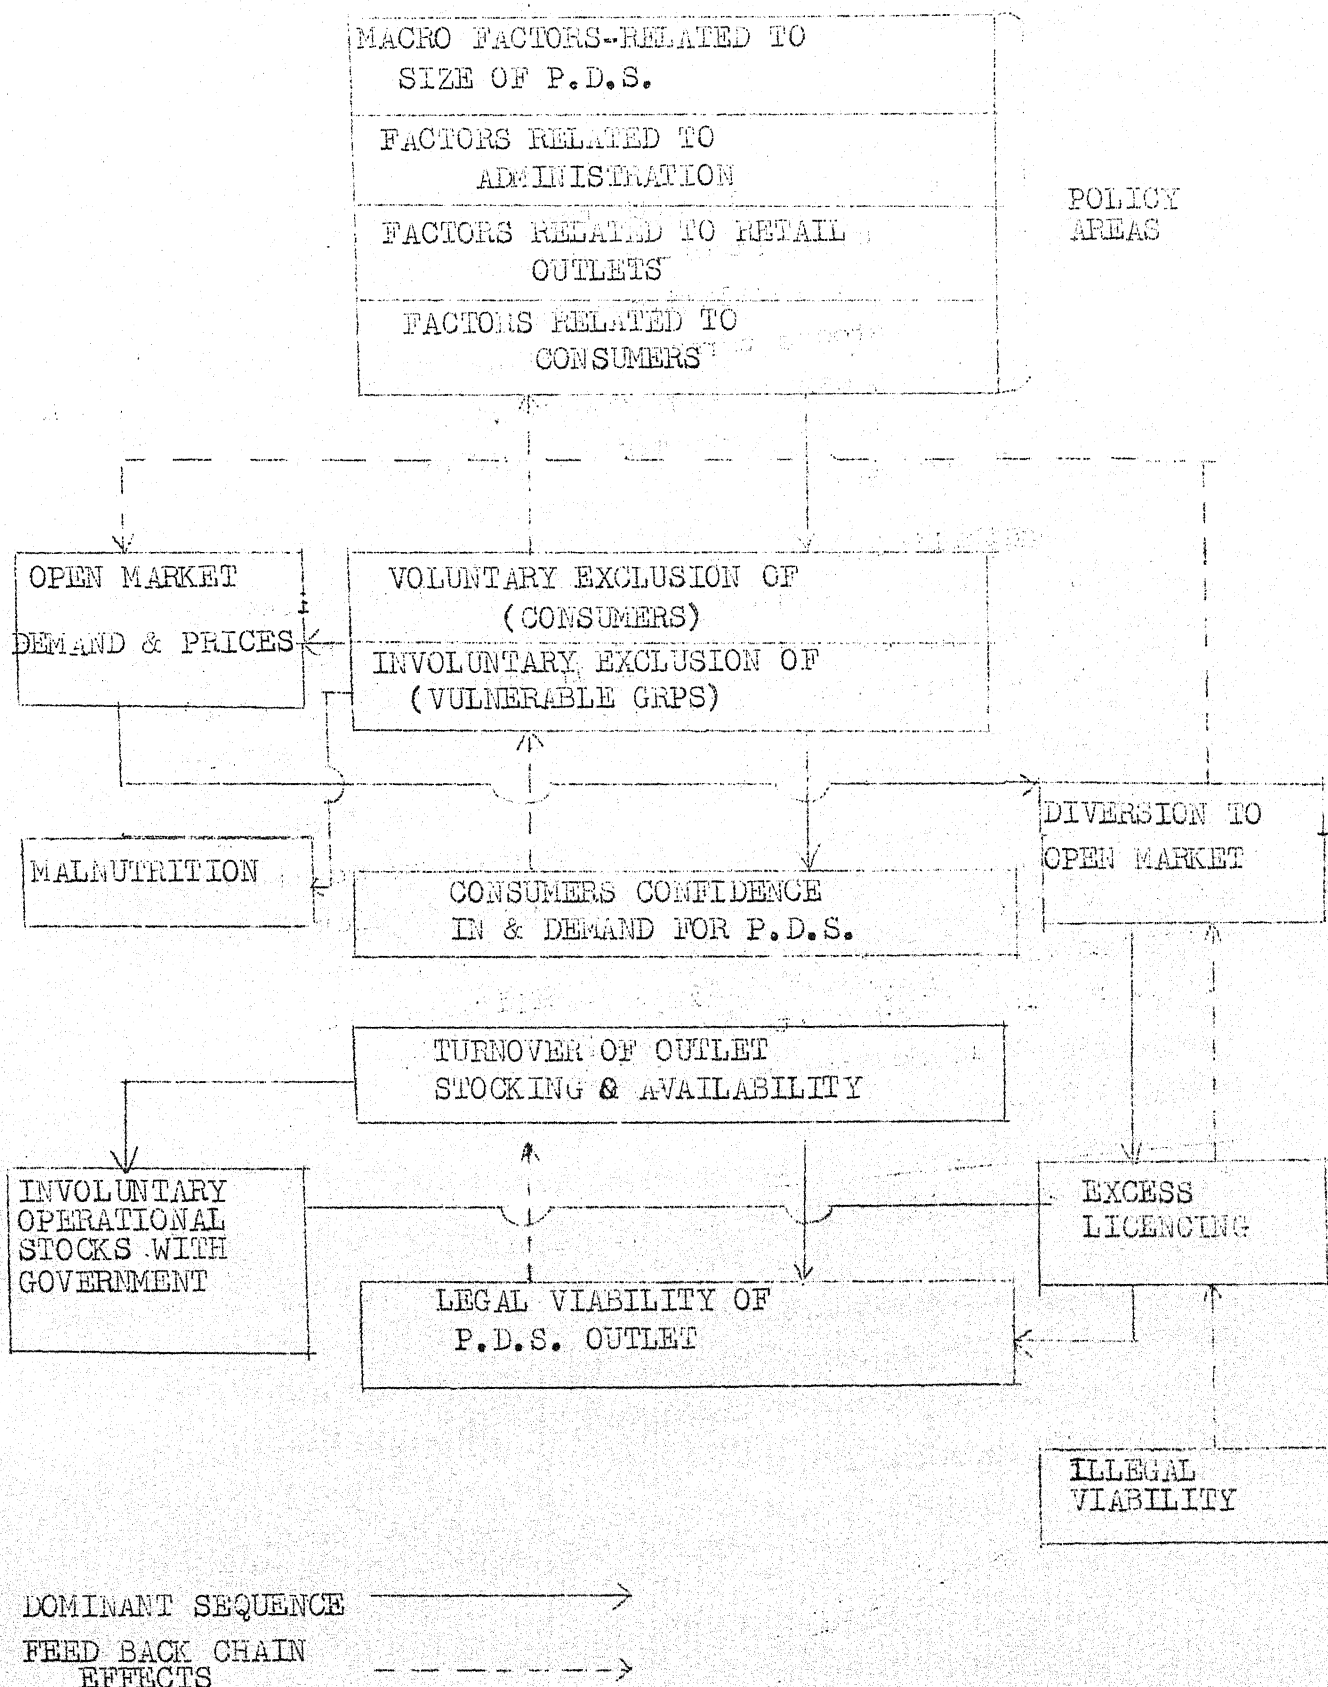 MACRO FACTORS--RELATED TO
SIZE OF P.D.S.
FACTORS RELATED TO
ADMINISTRATION
FACTORS RELATED TO RETAIL
OUTLETS
FACTORS RELATED TO
CONSUMERS
POLICY
AREAS
OPEN MARKET
DEMAND & PRICES
VOLUNTARY EXCLUSION OF
(CONSUMERS)
INVOLUNTARY EXCLUSION OF
(VULNERABLE GRPS)
DIVERSION TO
OPEN MARKET
MALNUTRITION
CONSUMERS CONFIDENCE
IN & DEMAND FOR P.D.S.
TURNOVER OF OUTLET
STOCKING & AVAILABILITY
INVOLUNTARY
OPERATIONAL
STOCKS WITH
GOVERNMENT
EXCESS
LICENCING
LEGAL VIABILITY OF
P.D.S. OUTLET
ILLEGAL
VIABILITY
DOMINANT SEQUENCE
FEED BACK CHAIN
EFFECTS